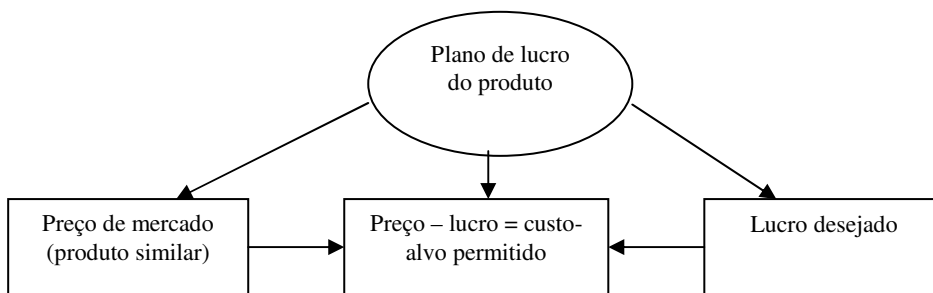 Plano de lucro
do produto
Preço de mercado
(produto similar)
Preço – lucro = custo-
alvo permitido
Lucro desejado